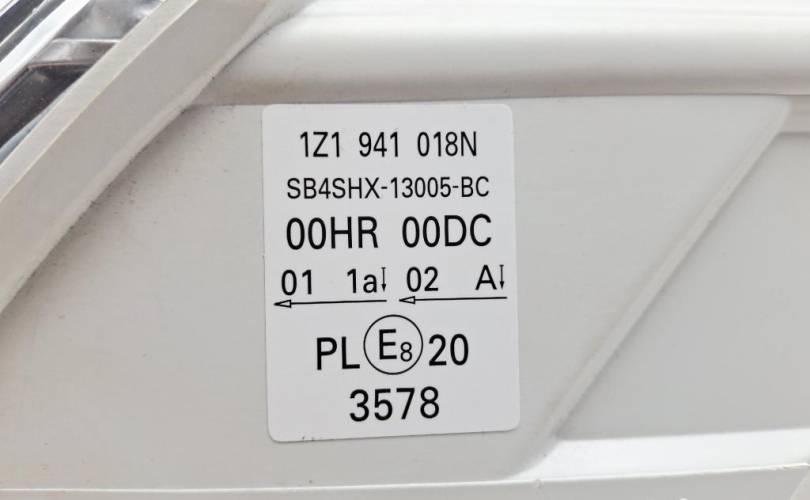 1Z1 941 018N
SB4SHX-13005-BC
00HR 00DC
01 1a 02 A
PL E8 20
3578